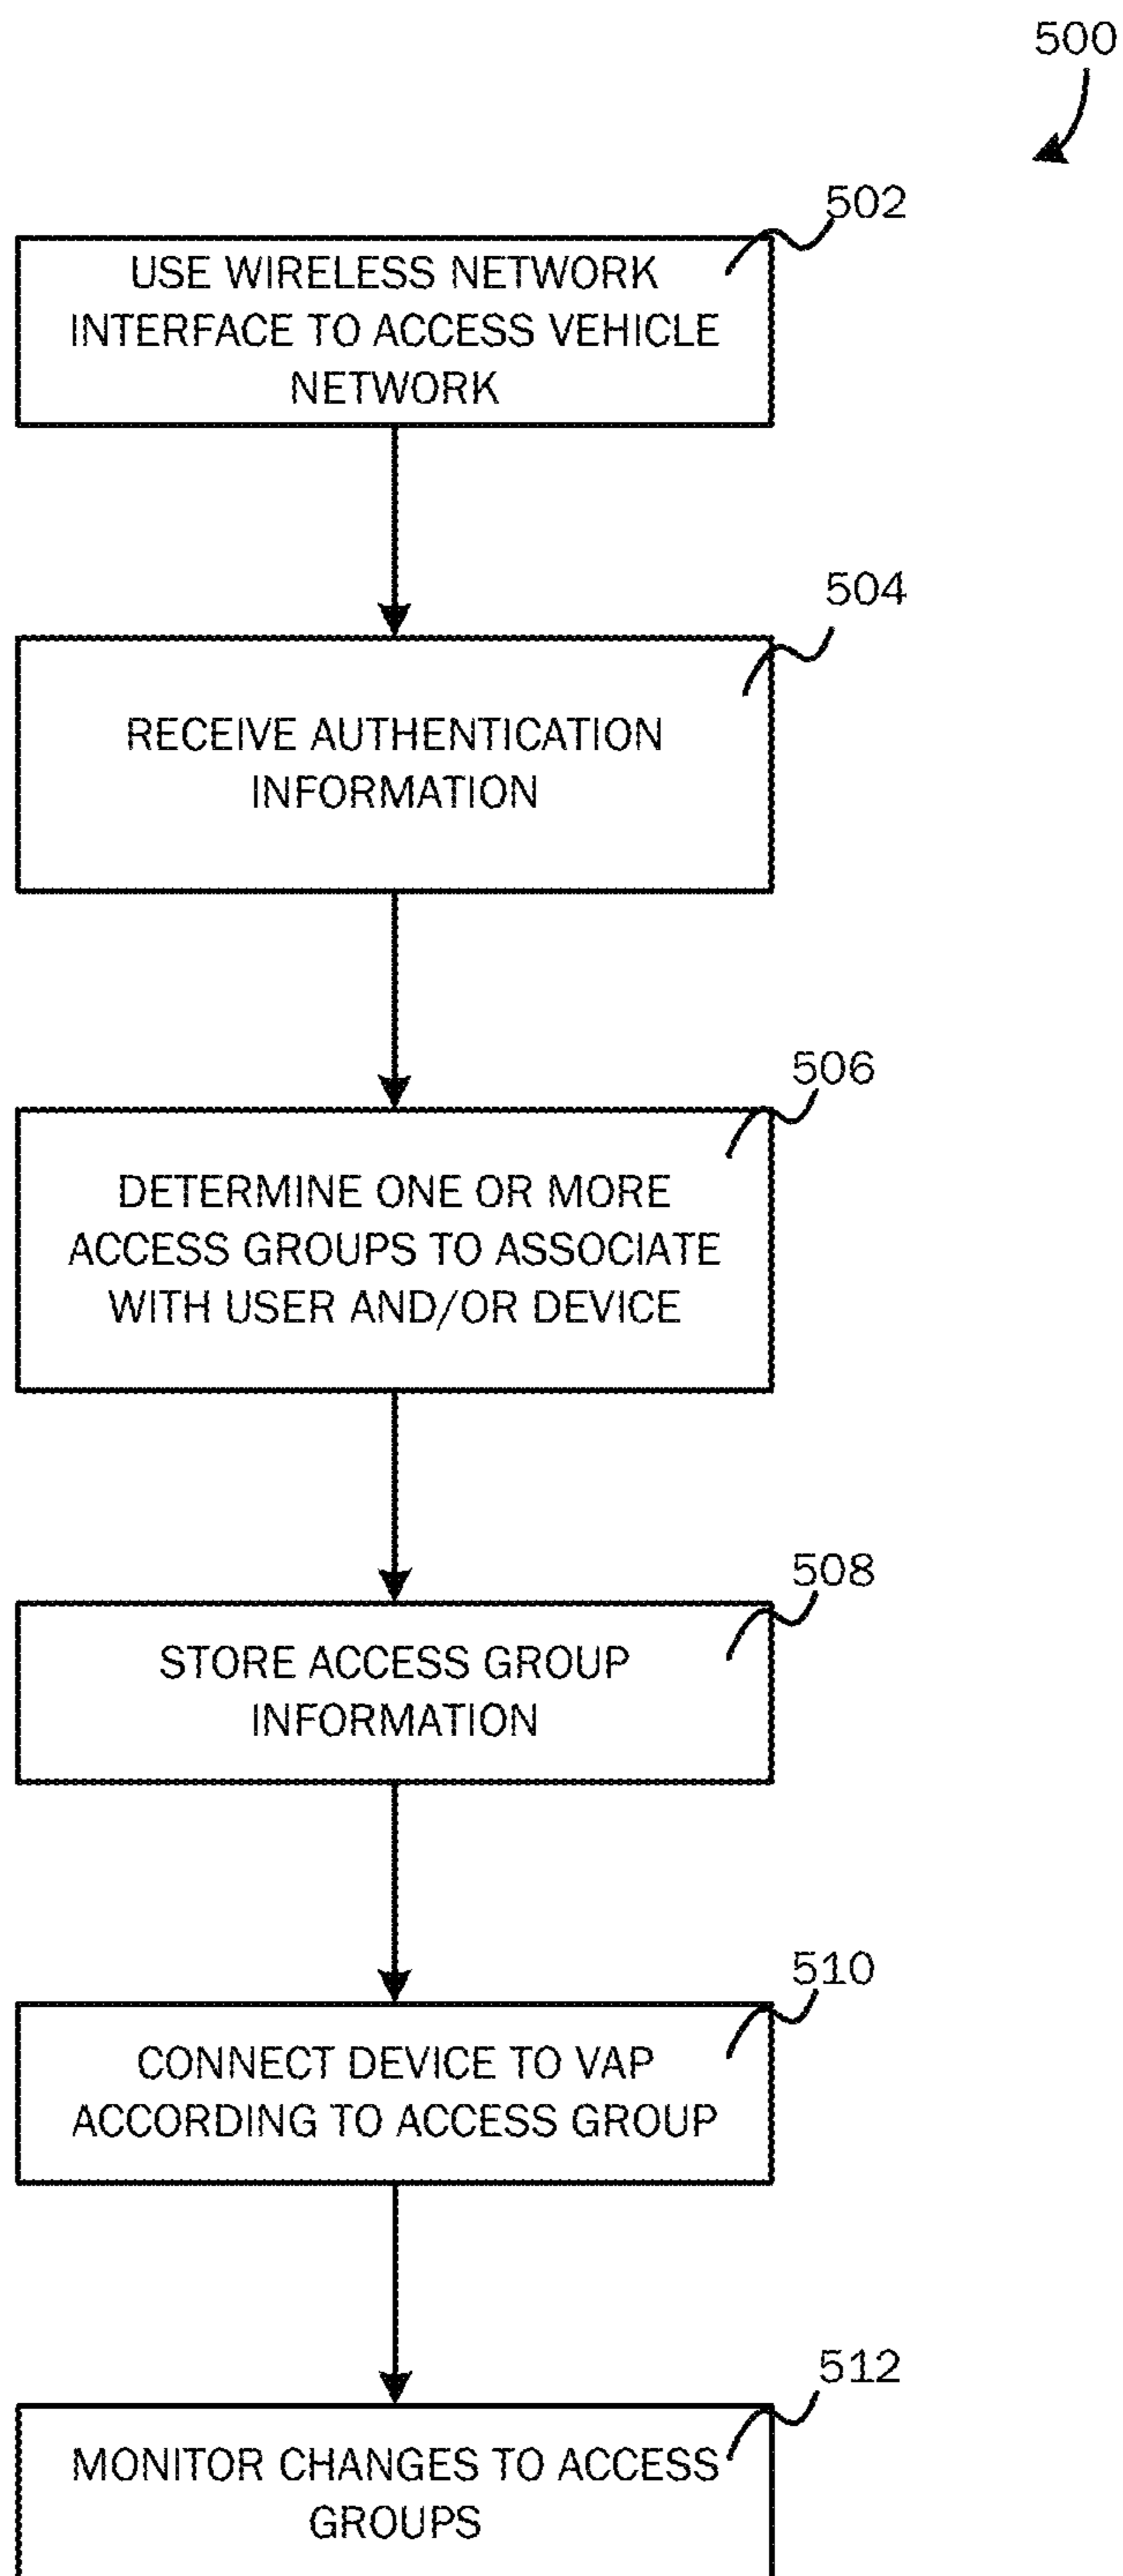 500
502
USE WIRELESS NETWORK
INTERFACE TO ACCESS VEHICLE
NETWORK
504
RECEIVE AUTHENTICATION
INFORMATION
506
DETERMINE ONE OR MORE
ACCESS GROUPS TO ASSOCIATE
WITH USER AND/OR DEVICE
508
STORE ACCESS GROUP
INFORMATION
510
CONNECT DEVICE TO VAP
ACCORDING TO ACCESS GROUP
512
MONITOR CHANGES TO ACCESS
GROUPS